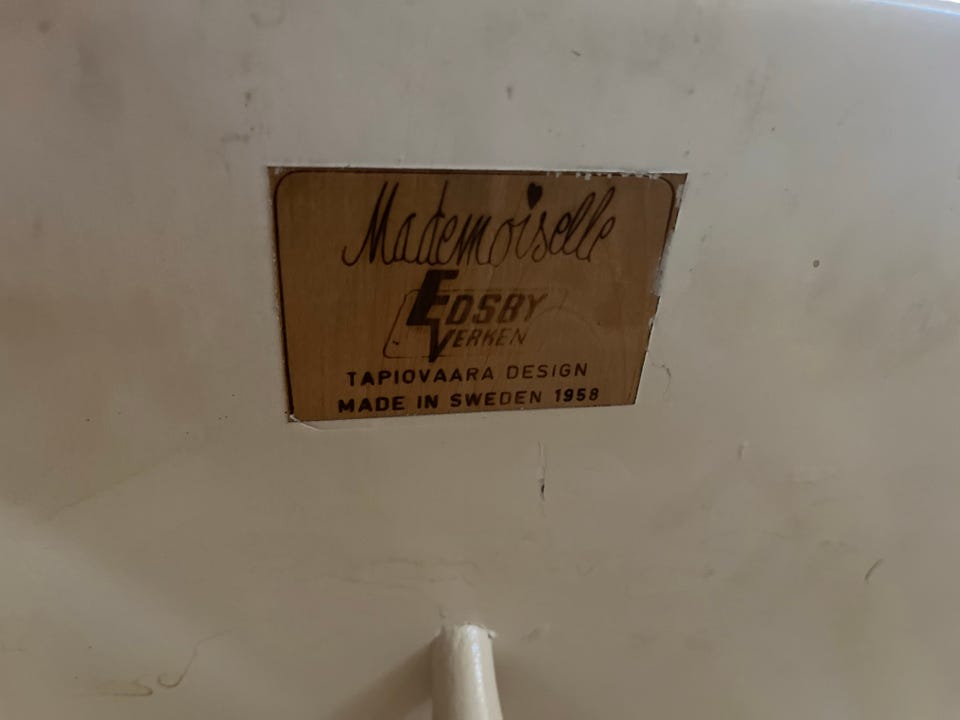 Mademoiselle
EDSBY
VERKEN
TAPIOVAARA DESIGN
MADE IN SWEDEN 1958